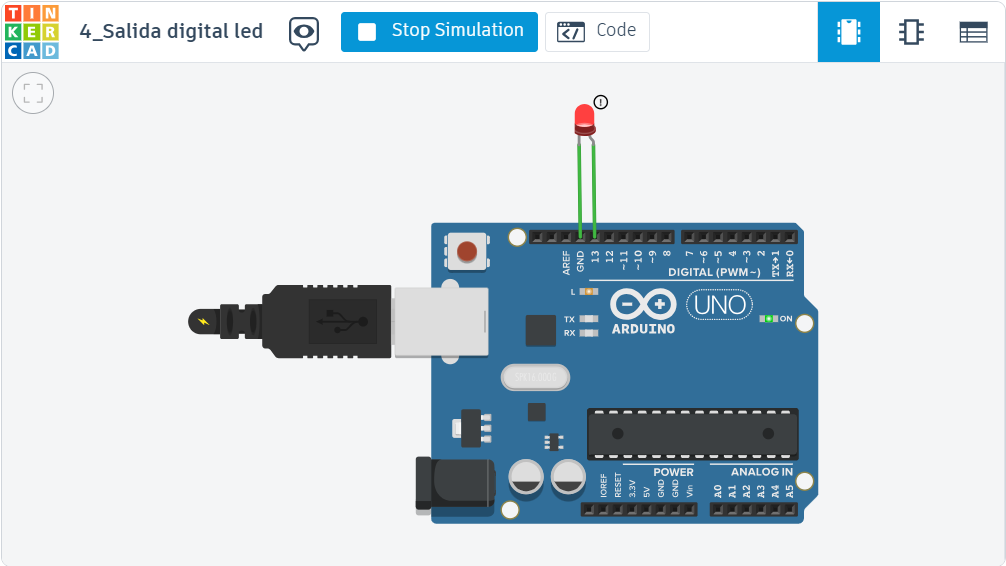 TIN
KER
CAD
4_Salida digital led
Stop Simulation
Code
AREF
GND
13
12
~11
~10
~9
8
7
~6
~5
4
~3
2
TX→1
RX←0
DIGITAL (PWM~)
L
TX
RX
UNO
ARDUINO
ON
POWER
ANALOG IN
IOREF
RESET
3.3V
5V
GND
GND
Vin
A0
A1
A2
A3
A4
A5